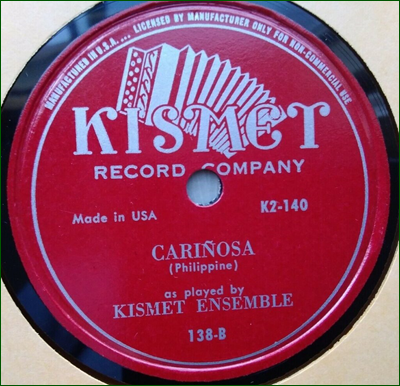 MANUFACTURED IN U.S.A.... LICENSED BY MANUFACTURER ONLY FOR NON-COMMERCIAL USE
KISMET
RECORD COMPANY
Made in USA K2-140
CARIÑOSA
(Philippine)
as played by
KISMET ENSEMBLE
138-B